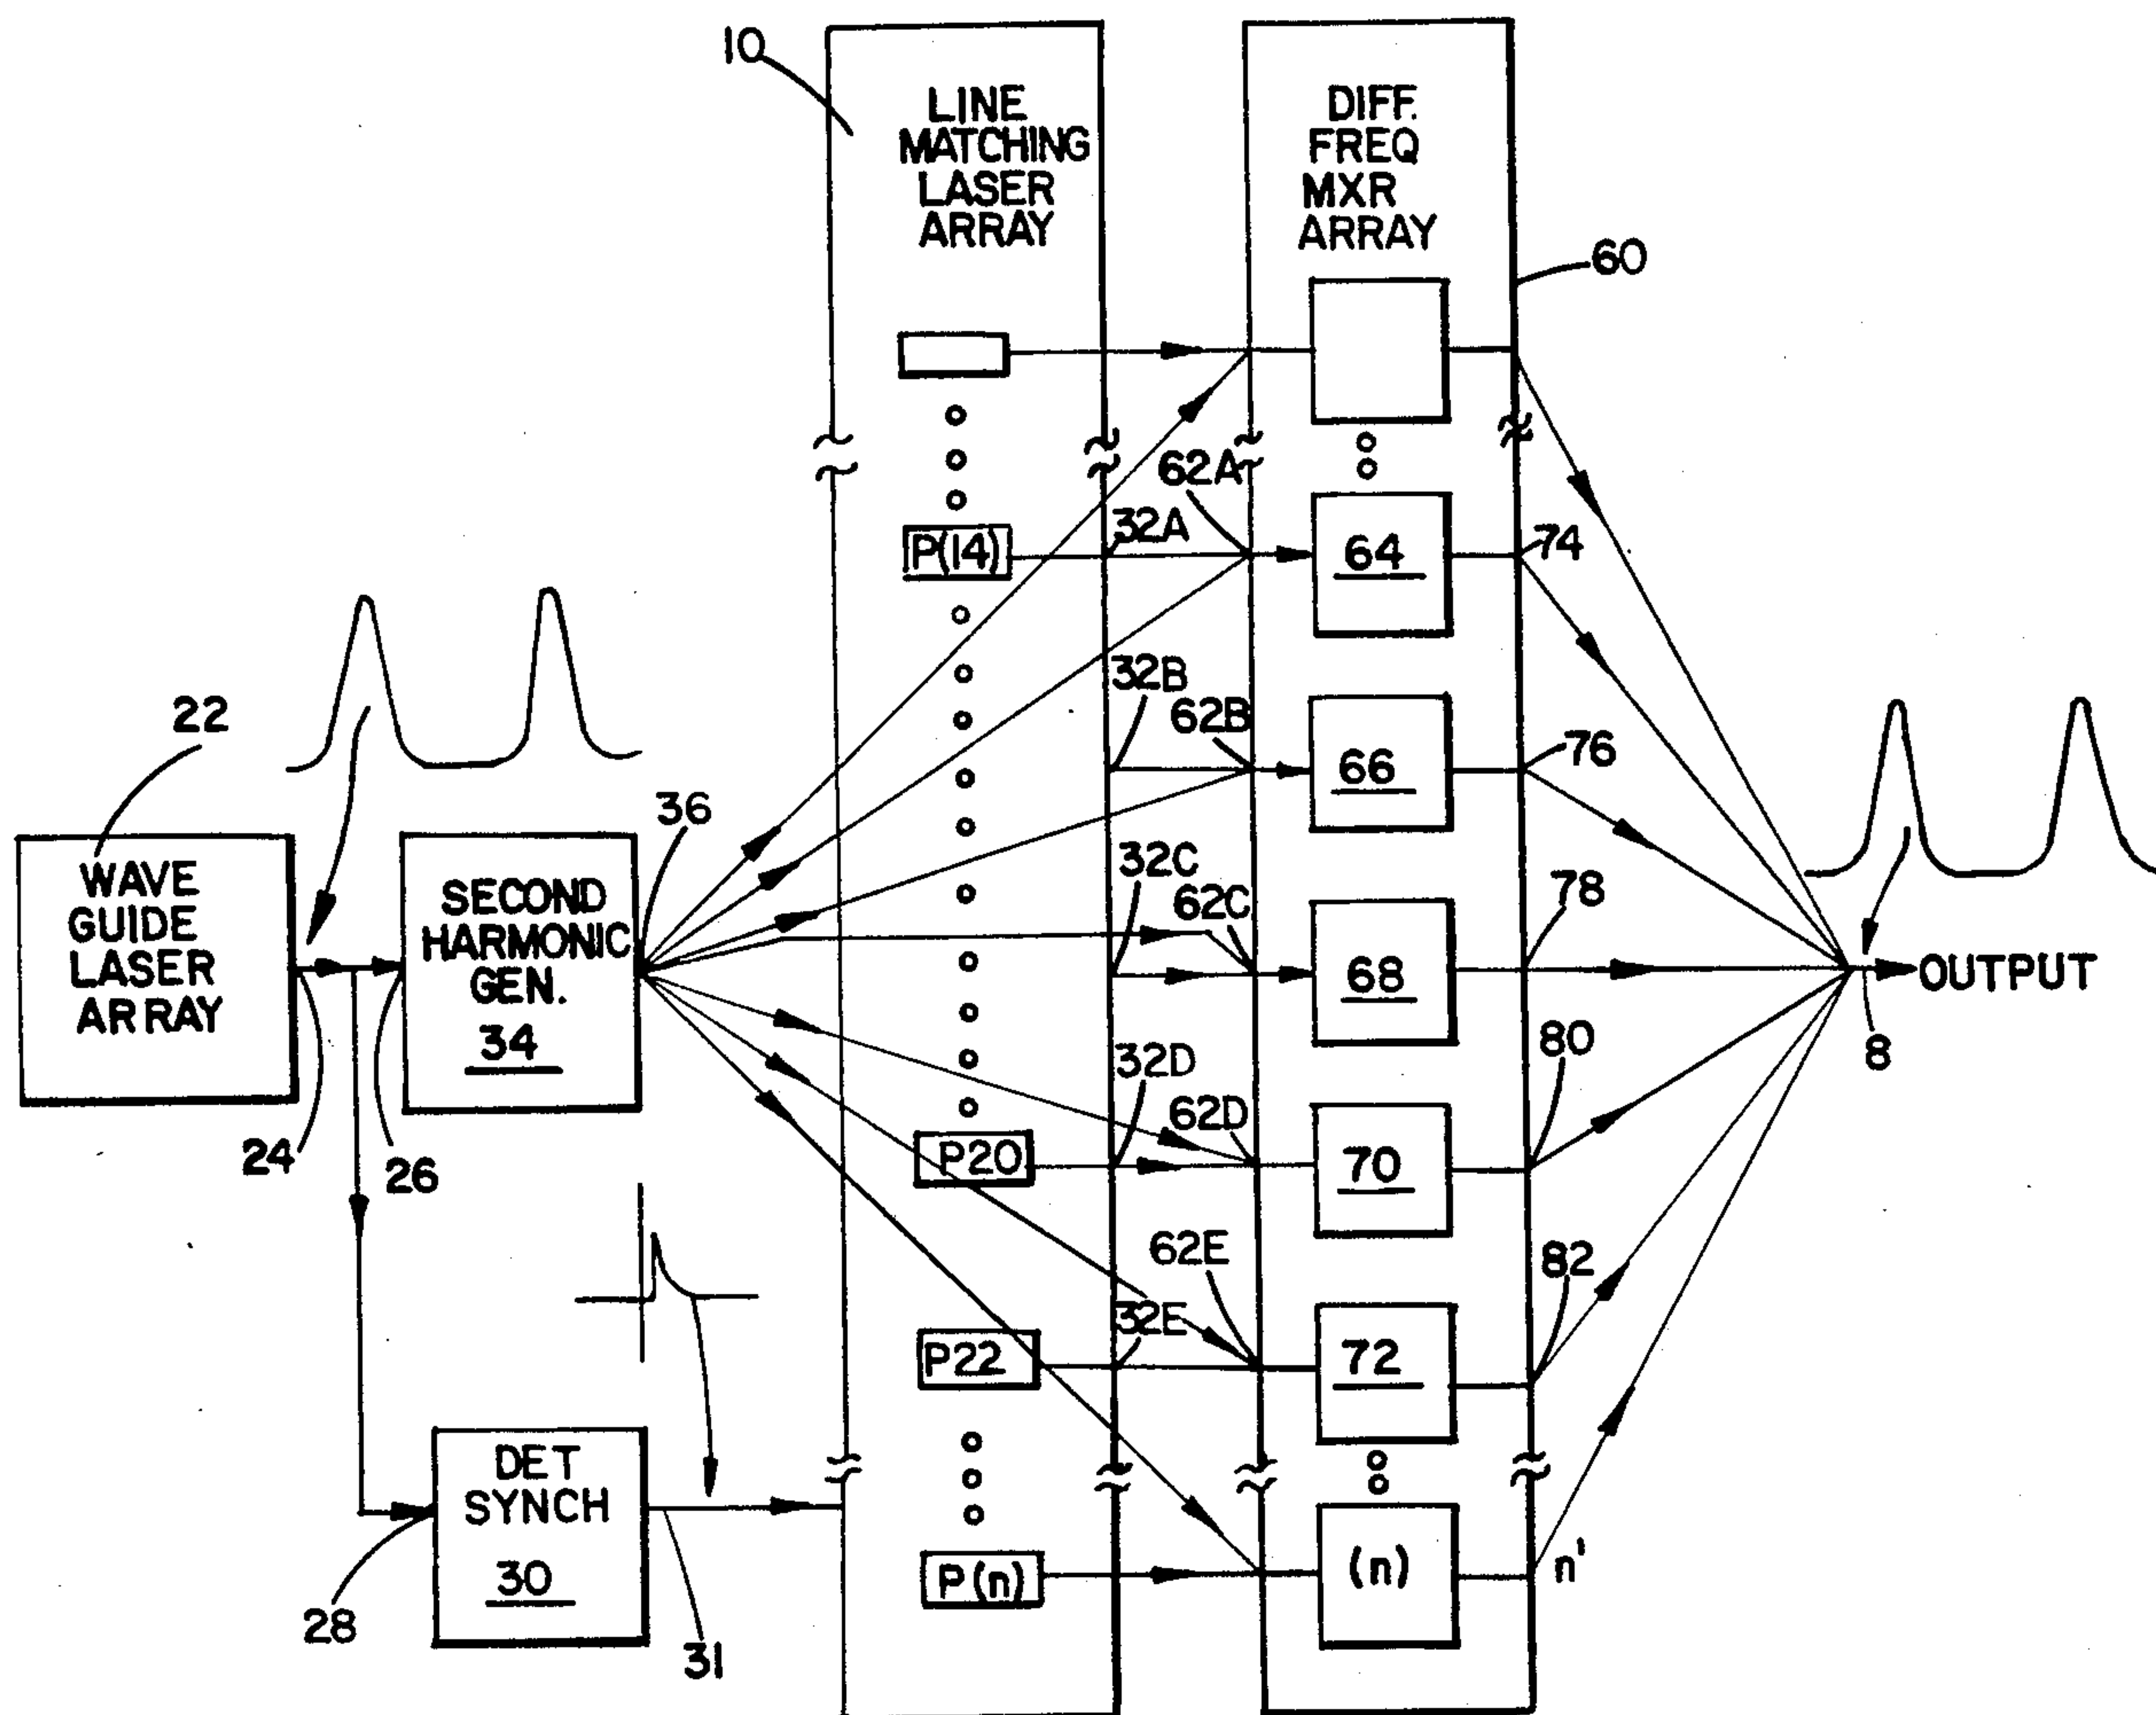 10
LINE
MATCHING
LASER
ARRAY
DIFF.
FREQ
MXR
ARRAY
60
62A
32A
P(14)
64
74
32B
62B
66
76
22
36
WAVE
GUIDE
LASER
ARRAY
SECOND
HARMONIC
GEN.
34
32C
62C
68
78
OUTPUT
8
24
26
32D
62D
P20
70
80
62E
32E
P22
72
82
DET
SYNCH
30
28
31
P(n)
(n)
n'